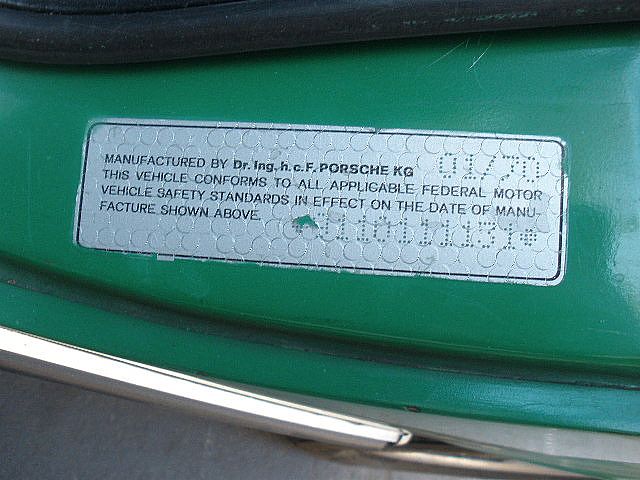 MANUFACTURED BY Dr. Ing. h. c. F. PORSCHE KG 01/70
THIS VEHICLE CONFORMS TO ALL APPLICABLE FEDERAL MOTOR
VEHICLE SAFETY STANDARDS IN EFFECT ON THE DATE OF MANU-
FACTURE SHOWN ABOVE.